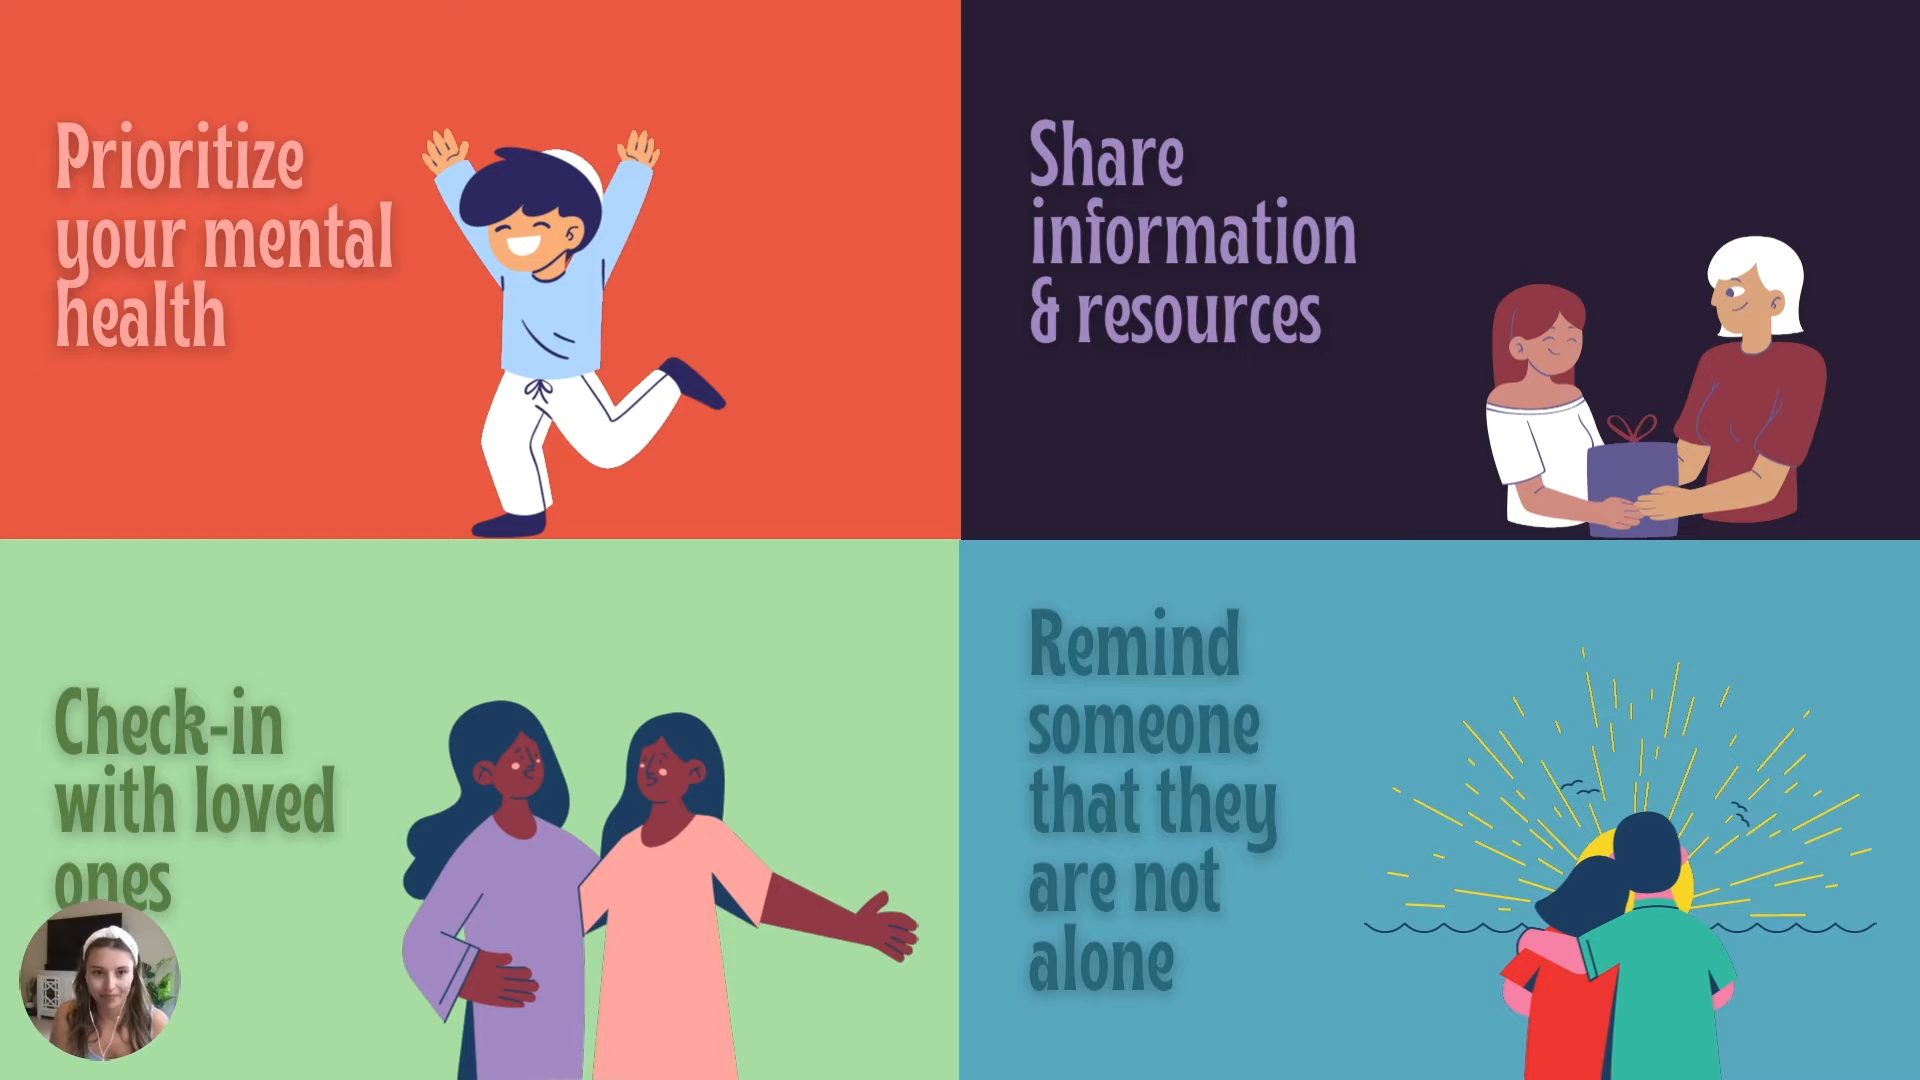 Prioritize
your mental
health
Share
information
& resources
Check-in
with loved
ones
Remind
someone
that they
are not
alone